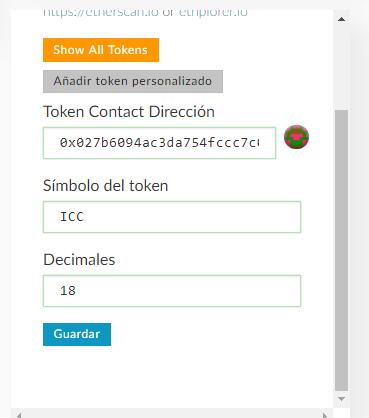 https://etherscan.io or ethplorer.io
Show All Tokens
Añadir token personalizado
Token Contact Dirección
0x027b6094ac3da754fccc7c
Símbolo del token
ICC
Decimales
18
Guardar